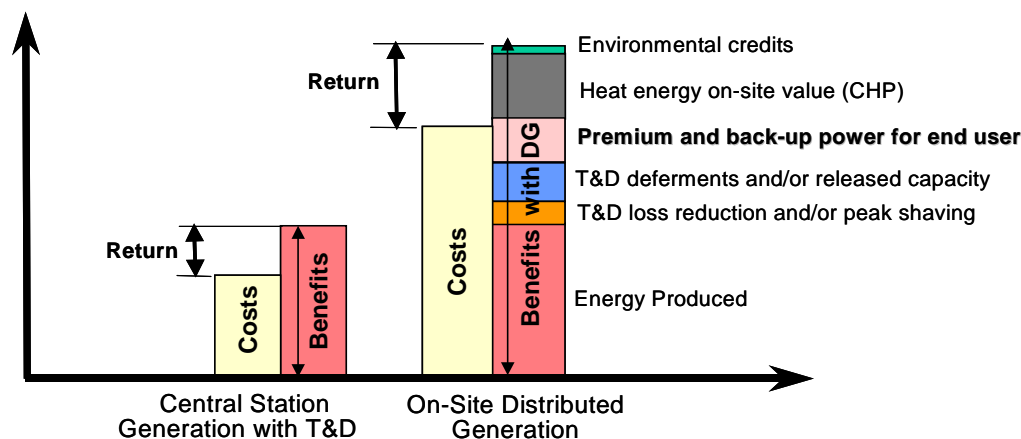 Return
Costs
Benefits
Central Station
Generation with T&D
Return
Costs
Benefits with DG
Environmental credits
Heat energy on-site value (CHP)
Premium and back-up power for end user
T&D deferments and/or released capacity
T&D loss reduction and/or peak shaving
Energy Produced
On-Site Distributed
Generation